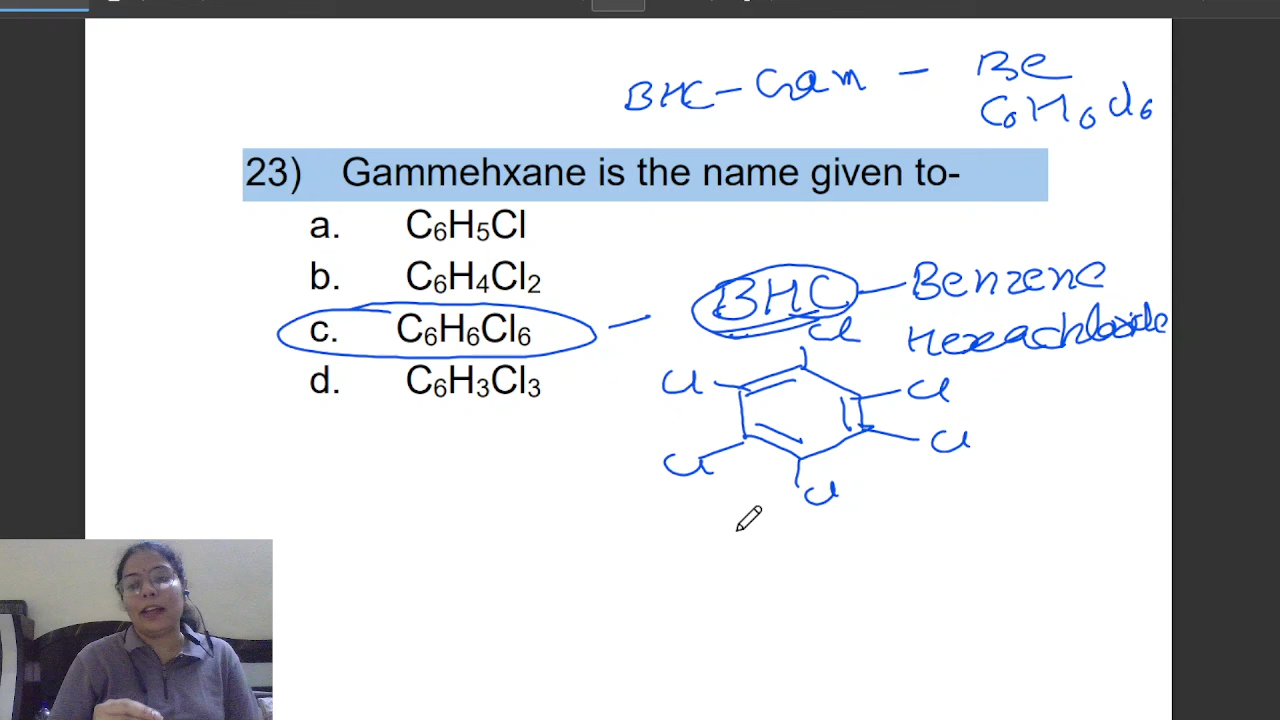 BHC - Gam - Be
C6H6Cl6
23) Gammehxane is the name given to-
a. C₆H₅Cl
b. C₆H₄Cl₂
c. C₆H₆Cl₆
d. C₆H₃Cl₃
BHC - Benzene
Hexachloride
Cl
Cl
Cl
Cl
Cl
Cl